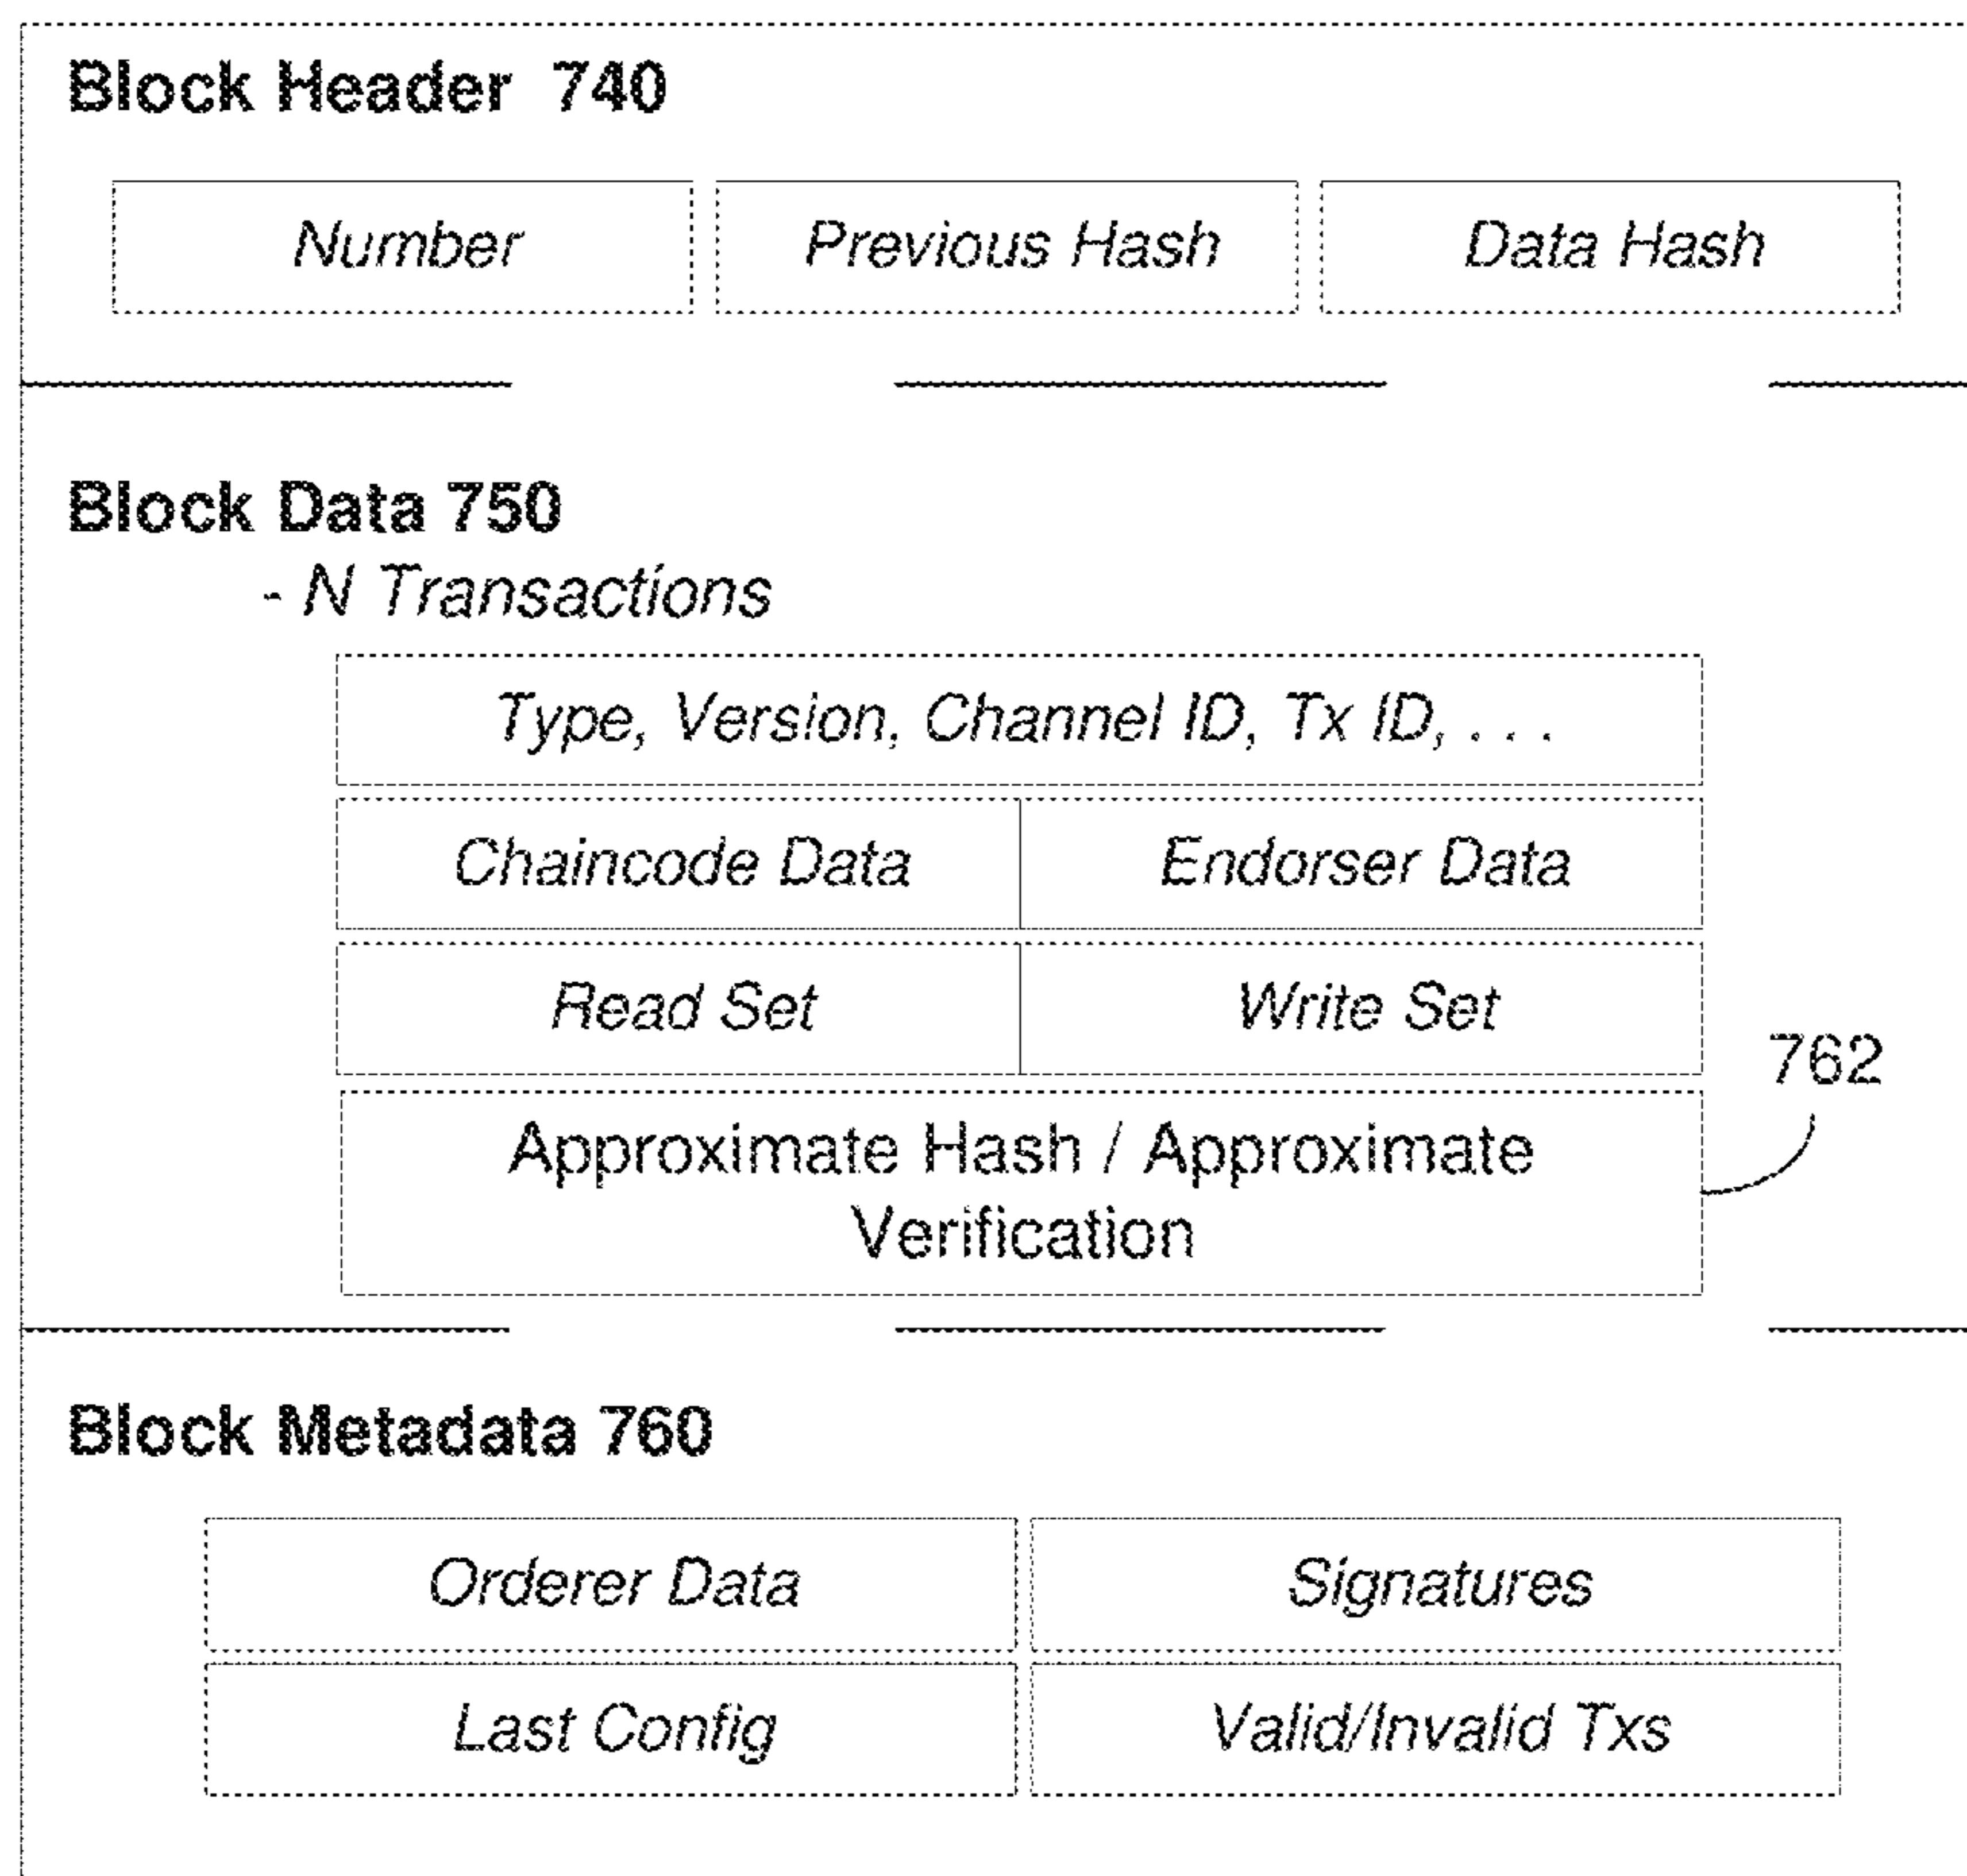 Block Header 740
Number
Previous Hash
Data Hash
Block Data 750
- N Transactions
Type, Version, Channel ID, Tx ID, . . .
Chaincode Data
Endorser Data
Read Set
Write Set
762
Approximate Hash / Approximate
Verification
Block Metadata 760
Orderer Data
Signatures
Last Config
Valid/Invalid Txs